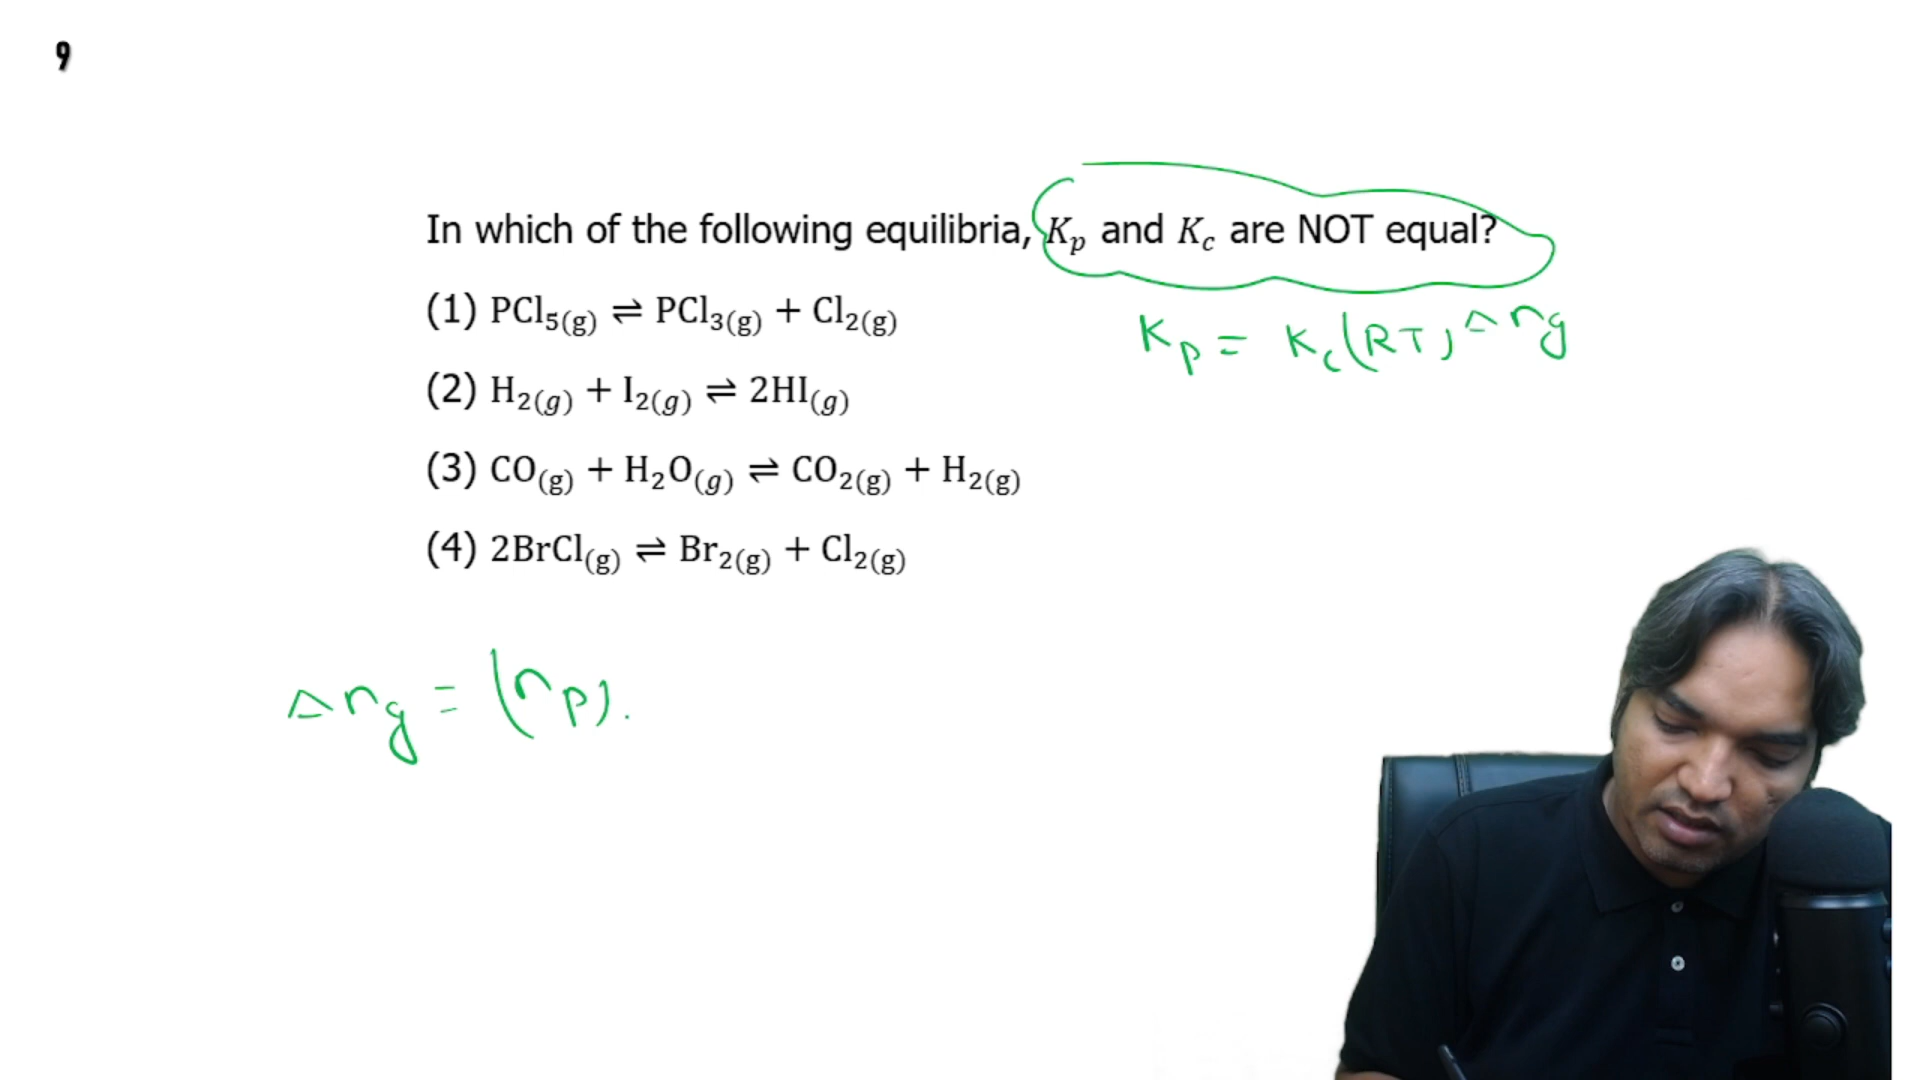 9
In which of the following equilibria, Kₚ and K꜀ are NOT equal?
(1) PCl₅(g) ⇌ PCl₃(g) + Cl₂(g)
Kp = Kc(RT)^Δng
(2) H₂(g) + I₂(g) ⇌ 2HI(g)
(3) CO(g) + H₂O(g) ⇌ CO₂(g) + H₂(g)
(4) 2BrCl(g) ⇌ Br₂(g) + Cl₂(g)
Δng = (np).